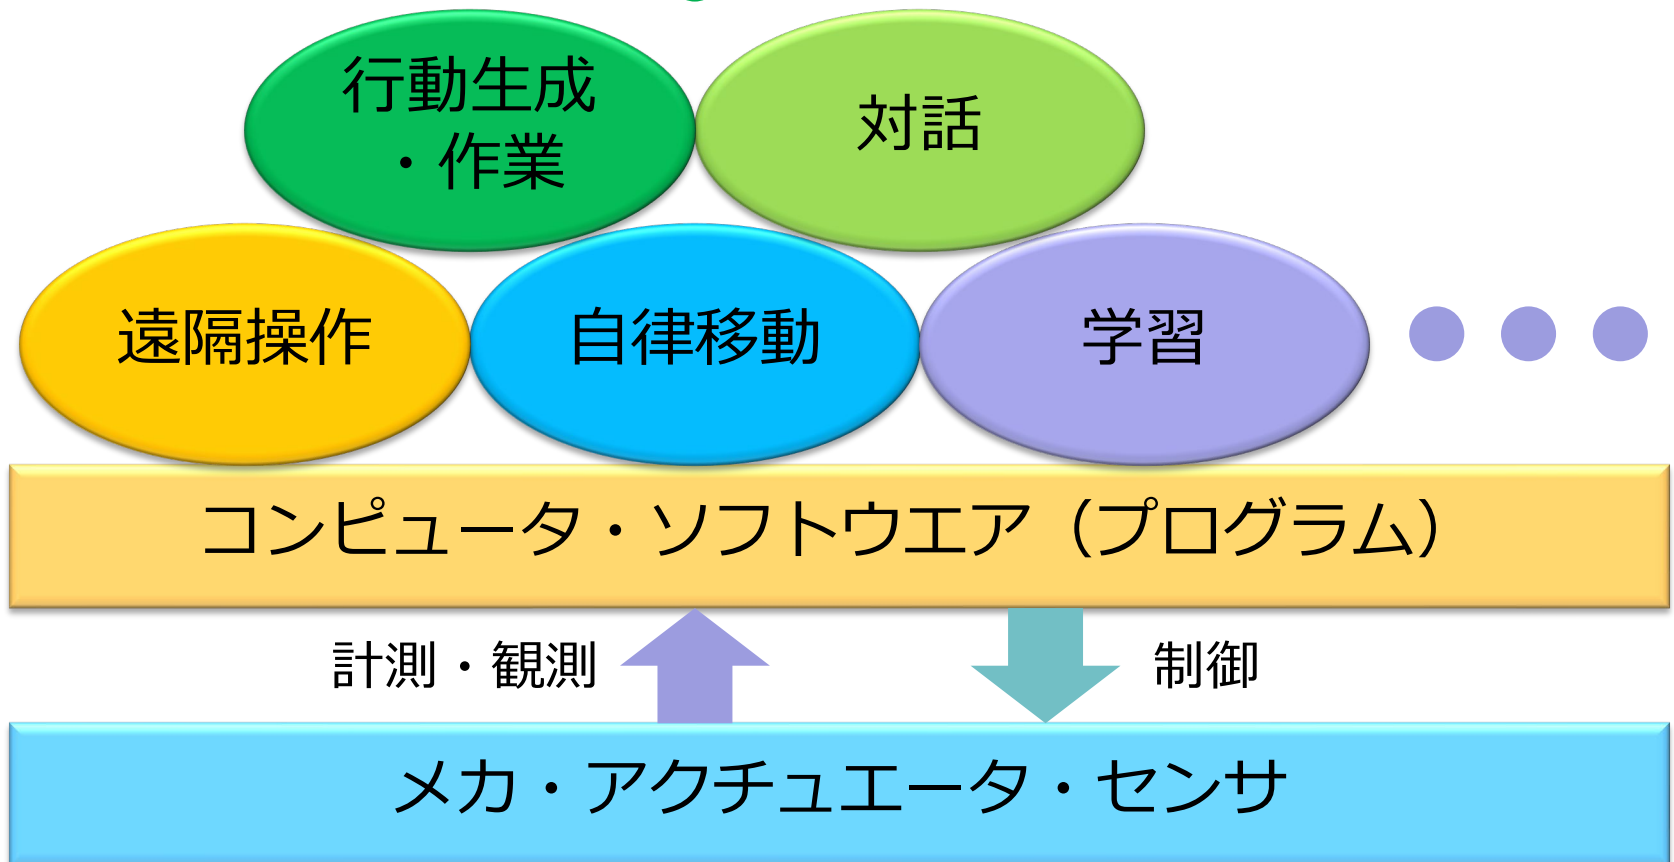 行動生成
・作業
対話
遠隔操作
自律移動
学習
コンピュータ・ソフトウエア（プログラム）
計測・観測
制御
メカ・アクチュエータ・センサ